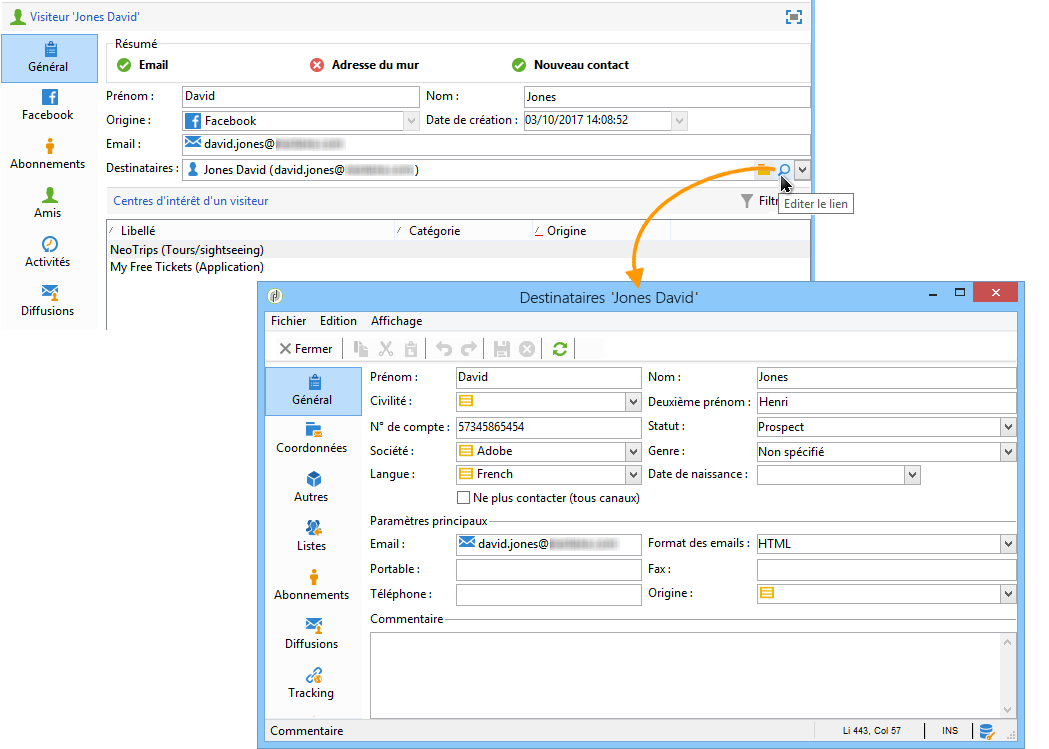 Visiteur 'Jones David'
Général
Facebook
Abonnements
Amis
Activités
Diffusions
Résumé
Email
Adresse du mur
Nouveau contact
Prénom :
David
Nom :
Jones
Origine :
Facebook
Date de création :
03/10/2017 14:08:52
Email :
david.jones@
Destinataires :
Jones David (david.jones@ )
Editer le lien
Centres d'intérêt d'un visiteur
Filtr
Libellé
Catégorie
Origine
NeoTrips (Tours/sightseeing)
My Free Tickets (Application)
Destinataires 'Jones David'
Fichier Edition Affichage
Fermer
Général
Coordonnées
Autres
Listes
Abonnements
Diffusions
Tracking
Prénom :
David
Nom :
Jones
Civilité :
Deuxième prénom :
Henri
N° de compte :
57345865454
Statut :
Prospect
Société :
Adobe
Genre :
Non spécifié
Langue :
French
Date de naissance :
Ne plus contacter (tous canaux)
Paramètres principaux
Email :
david.jones@
Format des emails :
HTML
Portable :
Fax :
Téléphone :
Origine :
Commentaire
Commentaire
Li 443, Col 57
INS